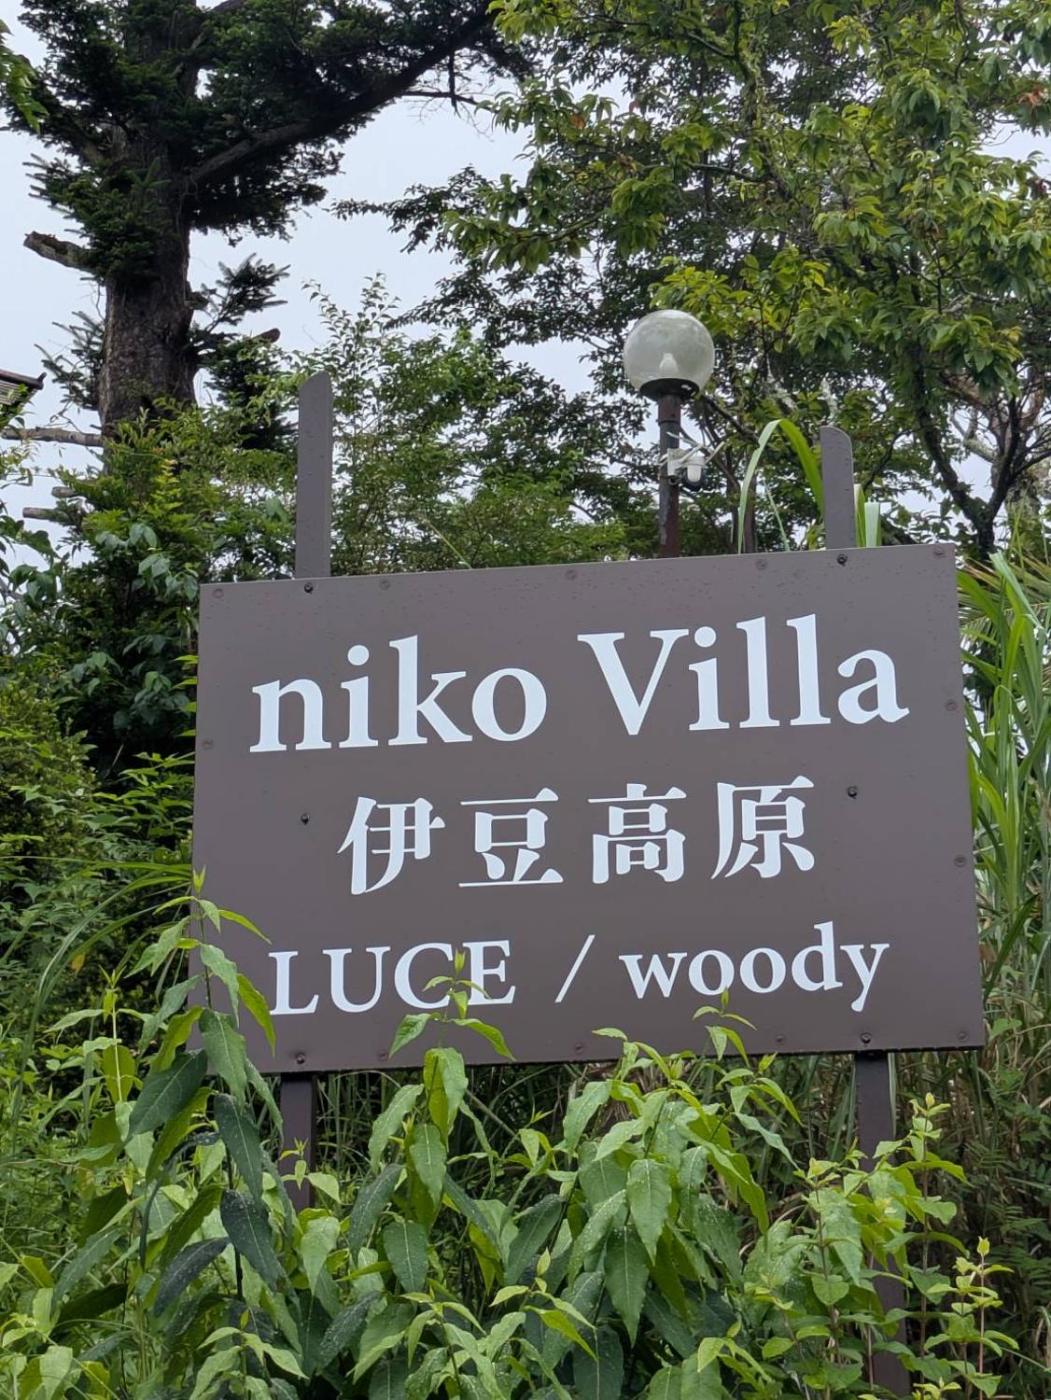 niko Villa
伊豆高原
LUCE / woody